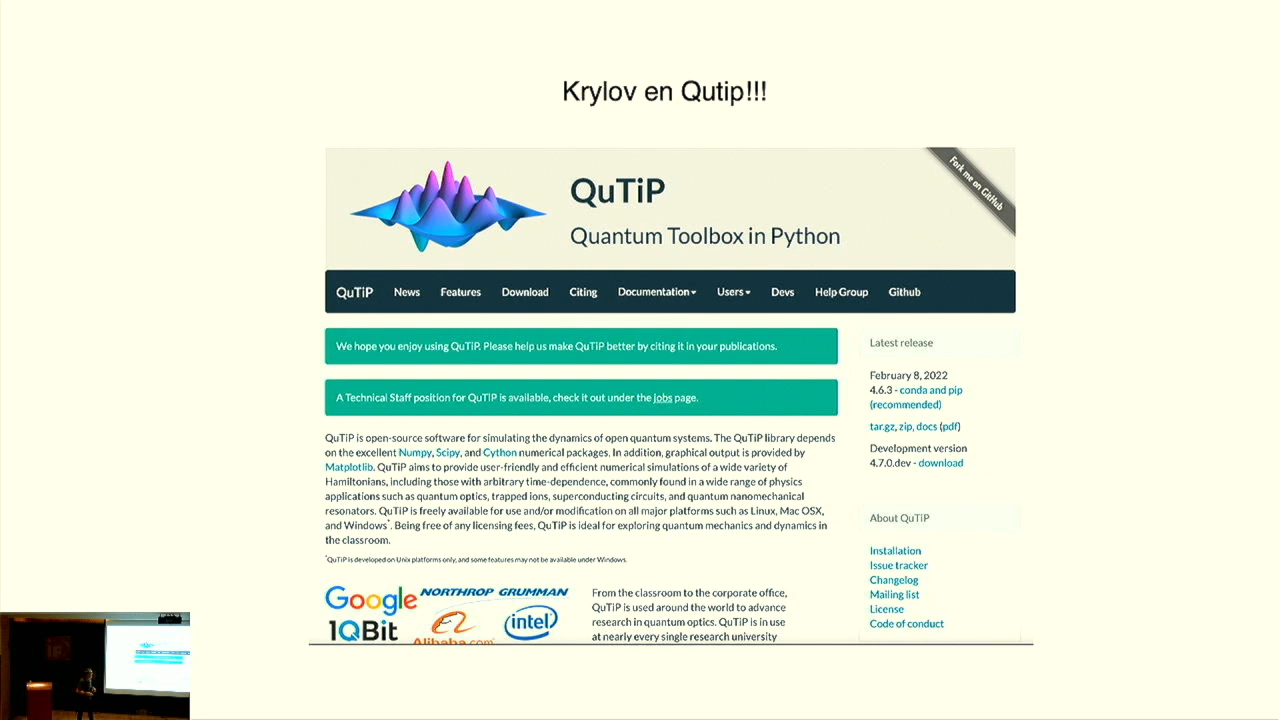 Krylov en Qutip!!!
QuTiP
Quantum Toolbox in Python
Fork me on GitHub
QuTiP News Features Download Citing Documentation Users Devs Help Group Github
We hope you enjoy using QuTiP. Please help us make QuTiP better by citing it in your publications.
A Technical Staff position for QuTiP is available, check it out under the jobs page.
QuTiP is open-source software for simulating the dynamics of open quantum systems. The QuTiP library depends
on the excellent Numpy, Scipy, and Cython numerical packages. In addition, graphical output is provided by
Matplotlib. QuTiP aims to provide user-friendly and efficient numerical simulations of a wide variety of
Hamiltonians, including those with arbitrary time-dependence, commonly found in a wide range of physics
applications such as quantum optics, trapped ions, superconducting circuits, and quantum nanomechanical
resonators. QuTiP is freely available for use and/or modification on all major platforms such as Linux, Mac OSX,
and Windows*. Being free of any licensing fees, QuTiP is ideal for exploring quantum mechanics and dynamics in
the classroom.
*QuTiP is developed on Unix platforms only, and some features may not be available under Windows.
Google NORTHROP GRUMMAN
1QBit Alibaba.com intel
From the classroom to the corporate office,
QuTiP is used around the world to advance
research in quantum optics. QuTiP is in use
at nearly every single research university
Latest release
February 8, 2022
4.6.3 - conda and pip
(recommended)
tar.gz, zip, docs (pdf)
Development version
4.7.0.dev - download
About QuTiP
Installation
Issue tracker
Changelog
Mailing list
License
Code of conduct